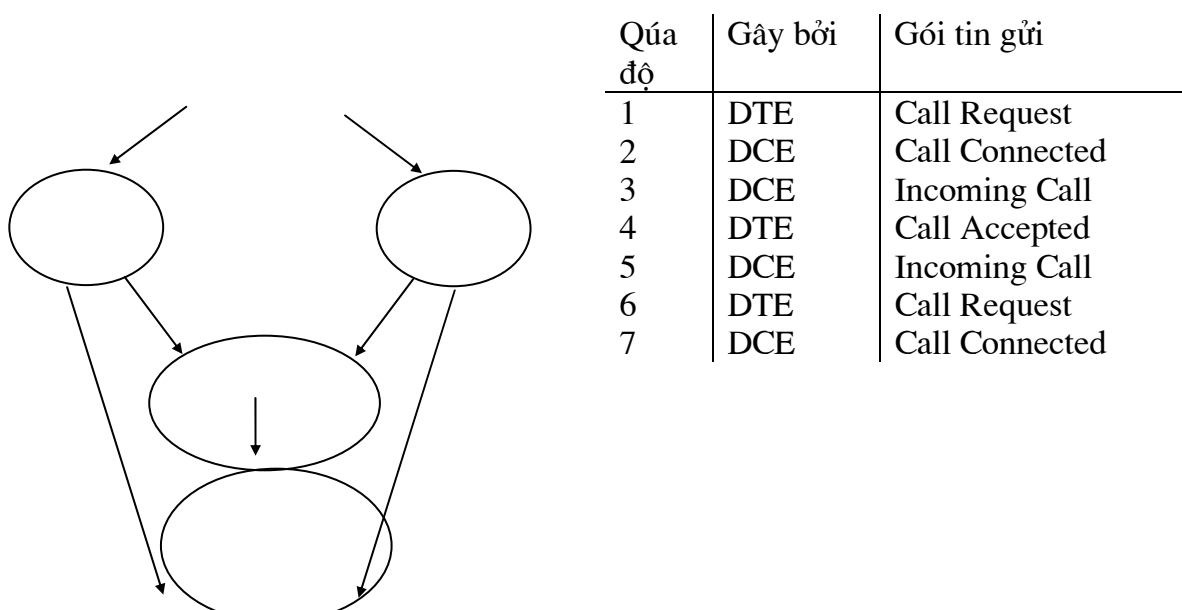 Qúa độ Gây bởi Gói tin gửi
1 DTE Call Request
2 DCE Call Connected
3 DCE Incoming Call
4 DTE Call Accepted
5 DCE Incoming Call
6 DTE Call Request
7 DCE Call Connected